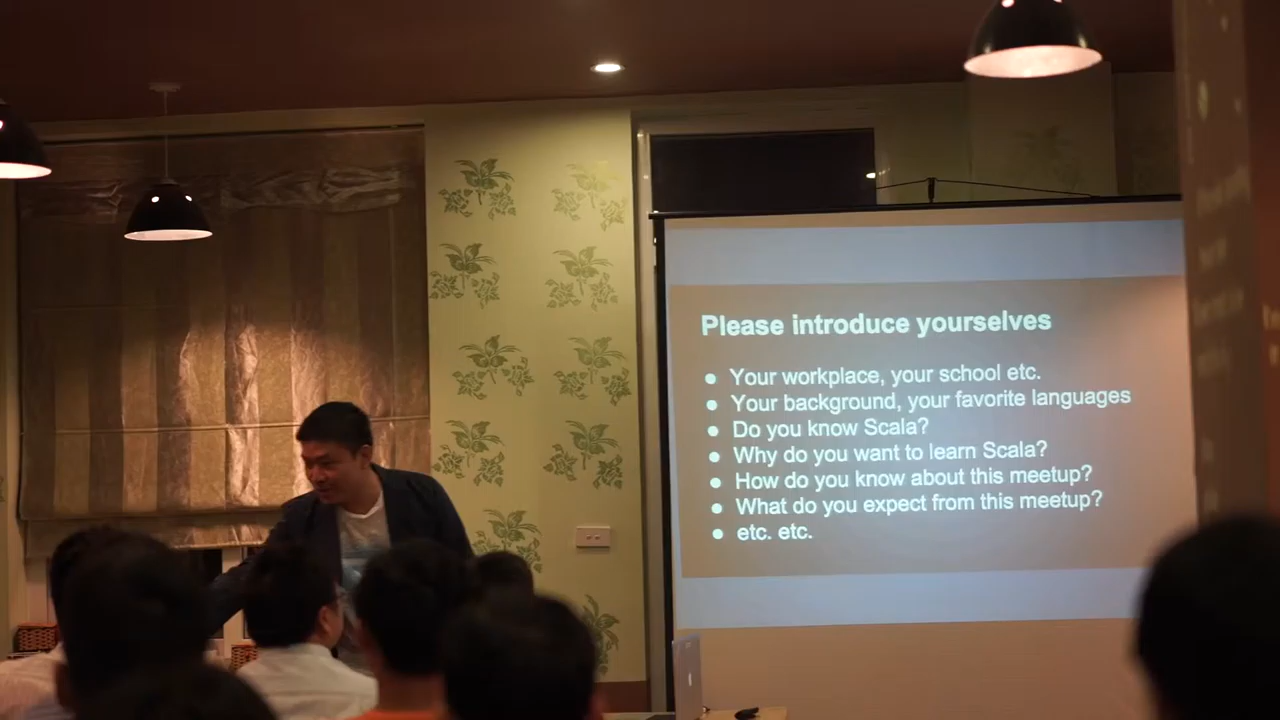 Please introduce yourselves
● Your workplace, your school etc.
● Your background, your favorite languages
● Do you know Scala?
● Why do you want to learn Scala?
● How do you know about this meetup?
● What do you expect from this meetup?
● etc. etc.